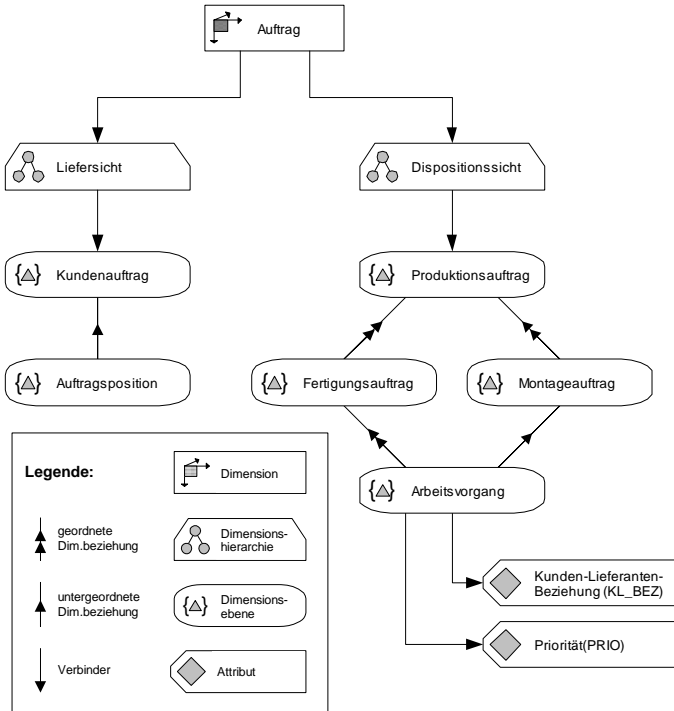 Auftrag
Liefersicht
Dispositionssicht
Kundenauftrag
Produktionsauftrag
Auftragsposition
Fertigungsauftrag
Montageauftrag
Arbeitsvorgang
Kunden-Lieferanten-
Beziehung (KL_BEZ)
Priorität(PRIO)
Legende:
Dimension
geordnete
Dim.beziehung
Dimensions-
hierarchie
untergeordnete
Dim.beziehung
Dimensions-
ebene
Verbinder
Attribut